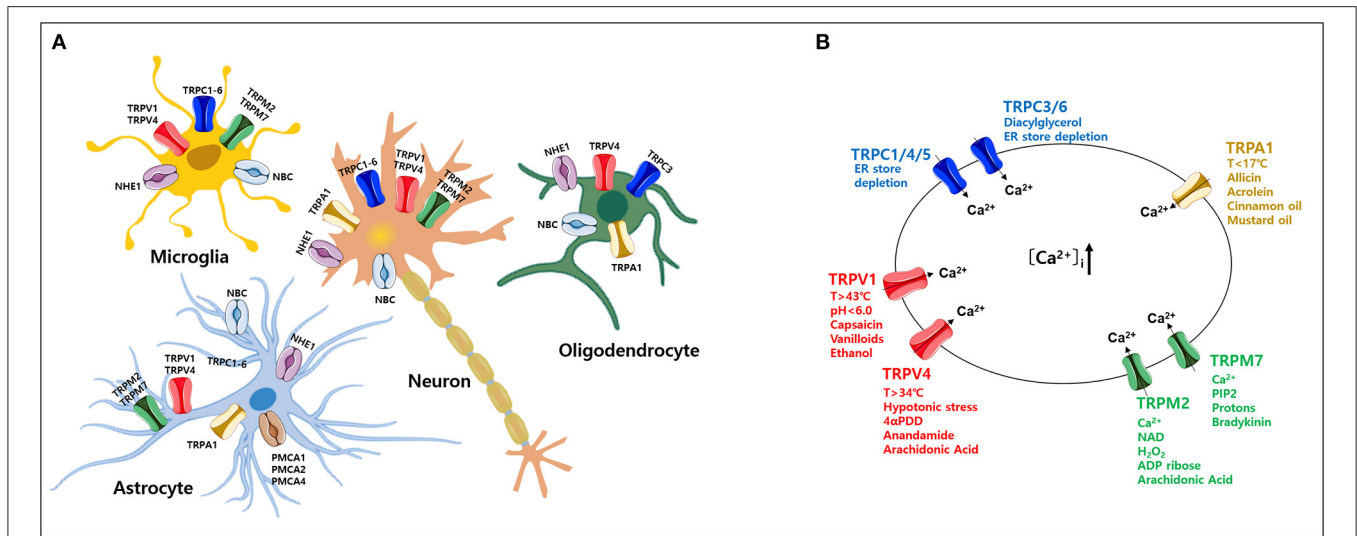 A
TRPC1-6
TRPV1
TRPV4
TRPM2
TRPM7
NHE1
NBC
Microglia
TRPA1
TRPC1-6
TRPV1
TRPV4
TRPM2
TRPM7
NHE1
NBC
Neuron
NHE1
TRPV4
TRPC3
NBC
TRPA1
Oligodendrocyte
NBC
TRPC1-6
NHE1
TRPV1
TRPV4
TRPM2
TRPM7
TRPA1
PMCA1
PMCA2
PMCA4
Astrocyte
B
TRPC3/6
Diacylglycerol
ER store depletion
TRPC1/4/5
ER store
depletion
Ca²⁺
Ca²⁺
TRPA1
T<17℃
Allicin
Acrolein
Cinnamon oil
Mustard oil
Ca²⁺
[Ca²⁺]i
TRPV1
T>43℃
pH<6.0
Capsaicin
Vanilloids
Ethanol
Ca²⁺
Ca²⁺
TRPV4
T>34℃
Hypotonic stress
4αPDD
Anandamide
Arachidonic Acid
Ca²⁺
Ca²⁺
TRPM7
Ca²⁺
PIP2
Protons
Bradykinin
TRPM2
Ca²⁺
NAD
H₂O₂
ADP ribose
Arachidonic Acid